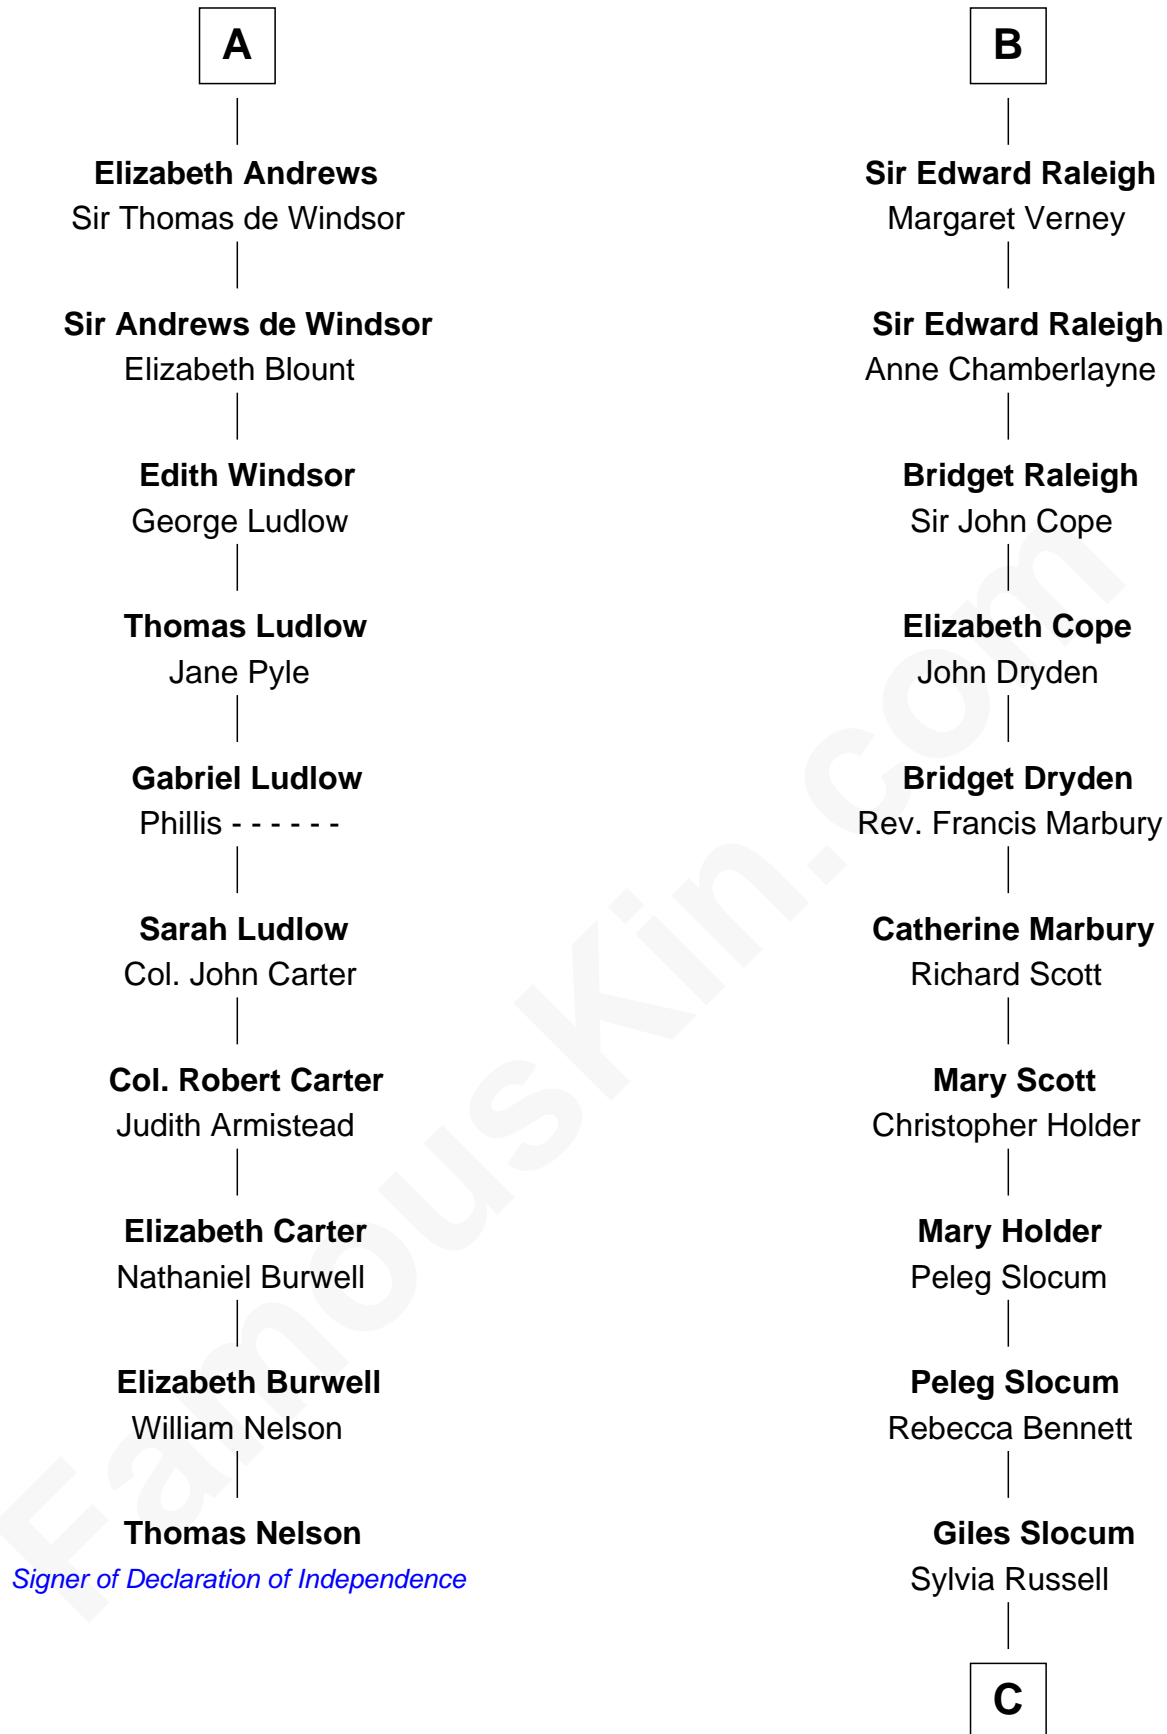 A
Elizabeth Andrews
Sir Thomas de Windsor
Sir Andrews de Windsor
Elizabeth Blount
Edith Windsor
George Ludlow
Thomas Ludlow
Jane Pyle
Gabriel Ludlow
Phillis - - - - - -
Sarah Ludlow
Col. John Carter
Col. Robert Carter
Judith Armistead
Elizabeth Carter
Nathaniel Burwell
Elizabeth Burwell
William Nelson
Thomas Nelson
Signer of Declaration of Independence
B
Sir Edward Raleigh
Margaret Verney
Sir Edward Raleigh
Anne Chamberlayne
Bridget Raleigh
Sir John Cope
Elizabeth Cope
John Dryden
Bridget Dryden
Rev. Francis Marbury
Catherine Marbury
Richard Scott
Mary Scott
Christopher Holder
Mary Holder
Peleg Slocum
Peleg Slocum
Rebecca Bennett
Giles Slocum
Sylvia Russell
C
FamousKin.com